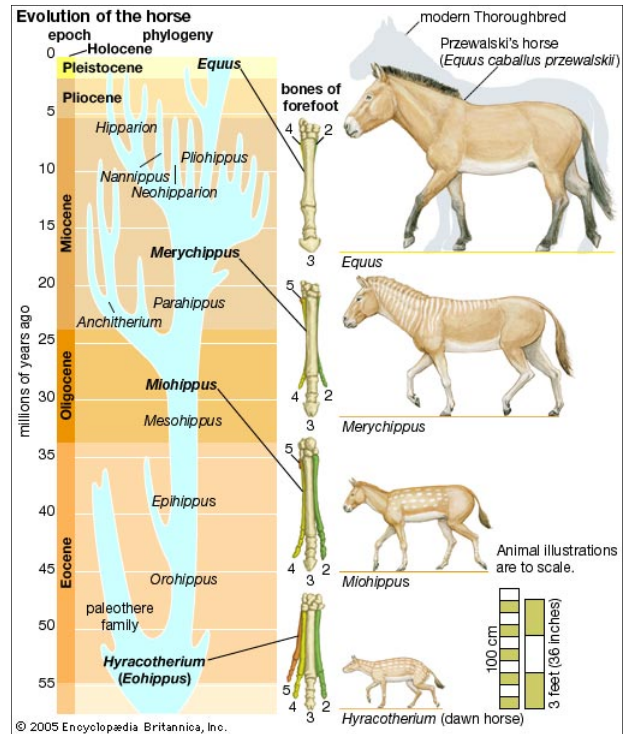 Evolution of the horse
epoch phylogeny
Holocene
0
Pleistocene
Pliocene
Miocene
Oligocene
Eocene
millions of years ago
5
10
15
20
25
30
35
40
45
50
55
Equus
Hipparion
Pliohippus
Nannippus
Neohipparion
Merychippus
Parahippus
Anchitherium
Miohippus
Mesohippus
Epihippus
Orohippus
paleothere
family
Hyracotherium
(Eohippus)
bones of
forefoot
4 2
3
5
4 2
3
5
4 2
3
5
4 2
3
modern Thoroughbred
Przewalski's horse
(Equus caballus przewalskii)
Equus
Merychippus
Miohippus
Animal illustrations
are to scale.
100 cm
3 feet (36 inches)
Hyracotherium (dawn horse)
© 2005 Encyclopædia Britannica, Inc.